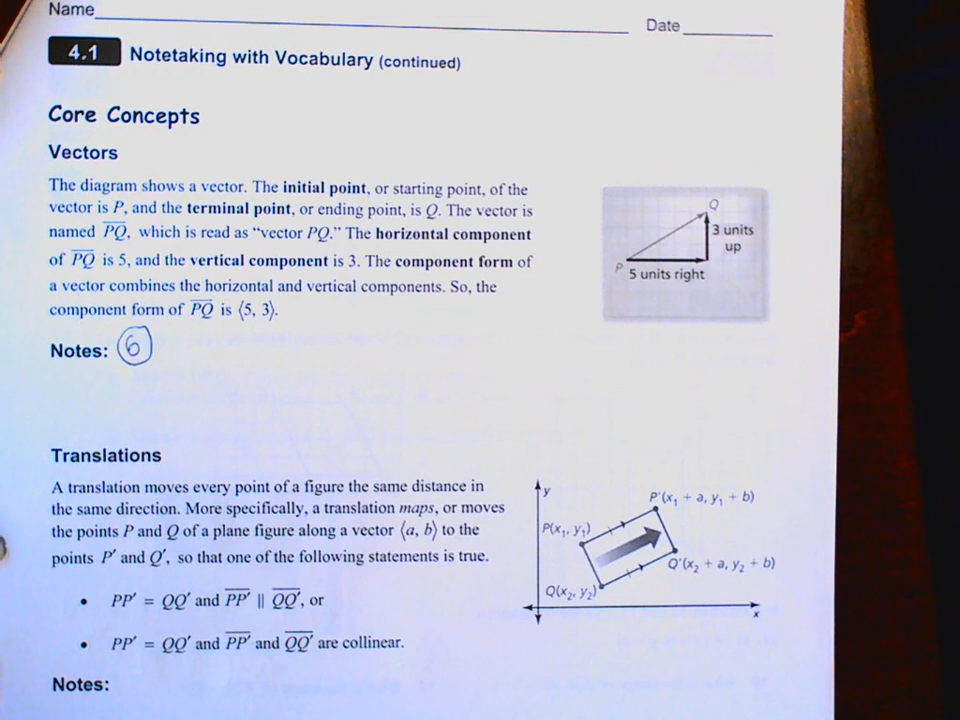 Name
Date
4.1 Notetaking with Vocabulary (continued)
Core Concepts
Vectors
The diagram shows a vector. The initial point, or starting point, of the
vector is P, and the terminal point, or ending point, is Q. The vector is
named P͞Q͞, which is read as “vector PQ.” The horizontal component
of P͞Q͞ is 5, and the vertical component is 3. The component form of
a vector combines the horizontal and vertical components. So, the
component form of P͞Q͞ is ⟨5, 3⟩.
Q
3 units
up
P
5 units right
Notes: 6
Translations
A translation moves every point of a figure the same distance in
the same direction. More specifically, a translation maps, or moves
the points P and Q of a plane figure along a vector ⟨a, b⟩ to the
points P′ and Q′, so that one of the following statements is true.
• PP′ = QQ′ and P͞P͞′ || Q͞Q͞′, or
• PP′ = QQ′ and P͞P͞′ and Q͞Q͞′ are collinear.
y
P′(x₁ + a, y₁ + b)
P(x₁, y₁)
Q′(x₂ + a, y₂ + b)
Q(x₂, y₂)
x
Notes: